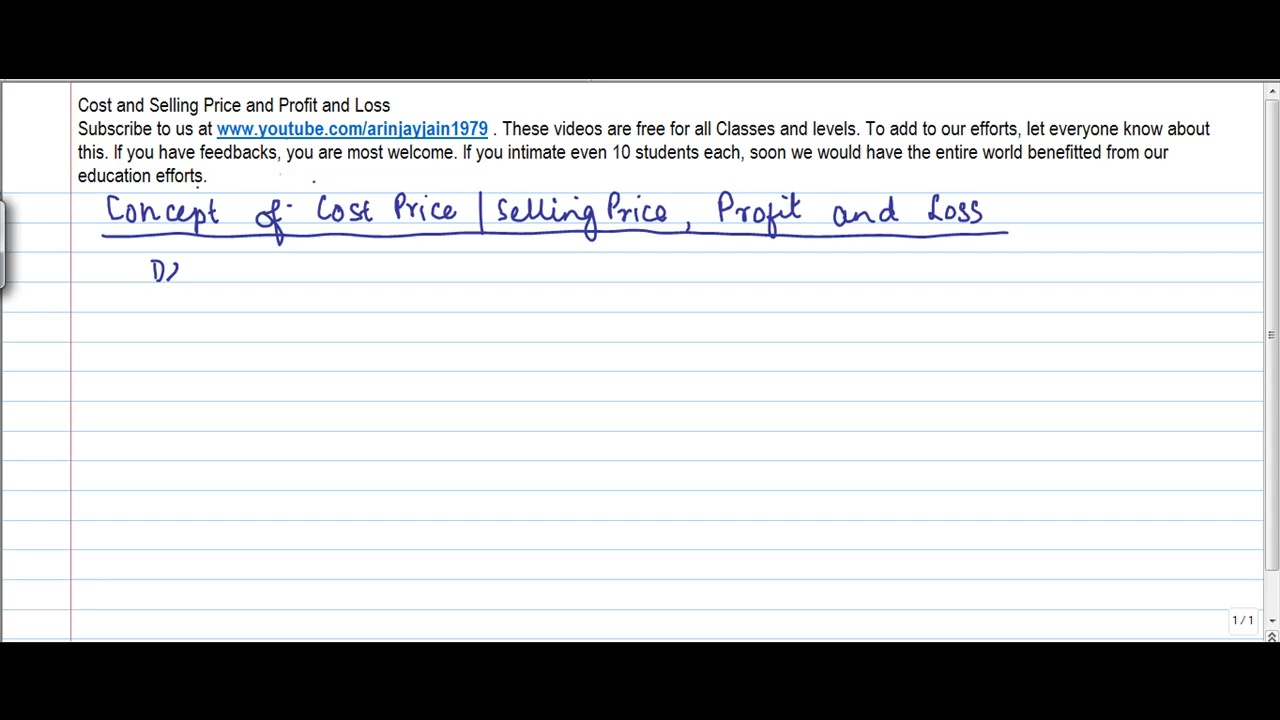 Cost and Selling Price and Profit and Loss
Subscribe to us at www.youtube.com/arinjayjain1979 . These videos are free for all Classes and levels. To add to our efforts, let everyone know about
this. If you have feedbacks, you are most welcome. If you intimate even 10 students each, soon we would have the entire world benefitted from our
education efforts.
Concept of Cost Price | Selling Price, Profit and Loss
1 / 1